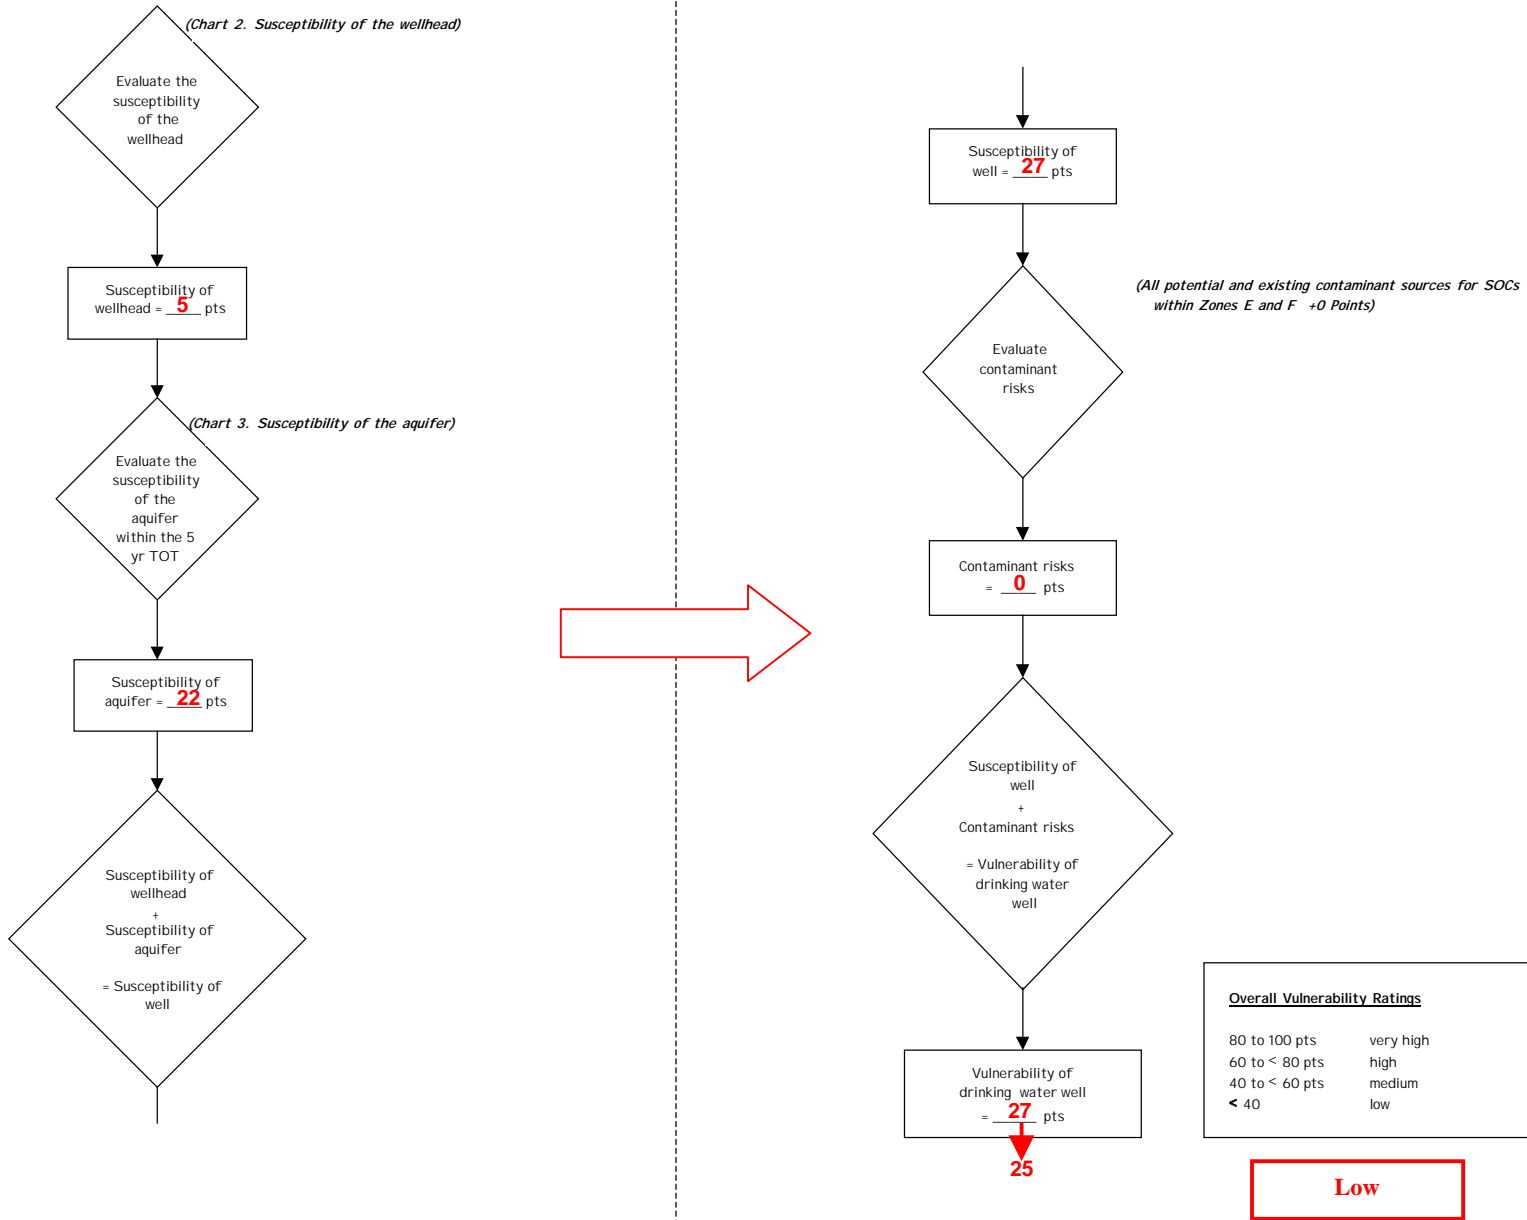 (Chart 2. Susceptibility of the wellhead)
Evaluate the
susceptibility
of the
wellhead
Susceptibility of
wellhead = 5 pts
(Chart 3. Susceptibility of the aquifer)
Evaluate the
susceptibility
of the
aquifer
within the 5
yr TOT
Susceptibility of
aquifer = 22 pts
Susceptibility of
wellhead
+
Susceptibility of
aquifer
= Susceptibility of
well
Susceptibility of
well = 27 pts
(All potential and existing contaminant sources for SOCs
within Zones E and F +0 Points)
Evaluate
contaminant
risks
Contaminant risks
= 0 pts
Susceptibility of
well
+
Contaminant risks
= Vulnerability of
drinking water
well
Vulnerability of
drinking water well
= 27 pts
25
Overall Vulnerability Ratings
80 to 100 pts very high
60 to < 80 pts high
40 to < 60 pts medium
< 40 low
Low